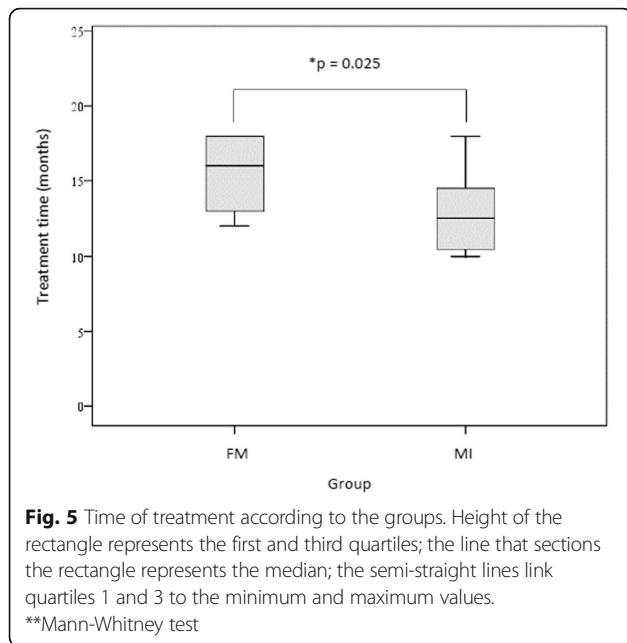 25
*p = 0.025
20
15
10
5
0
Treatment time (months)
FM MI
Group
Fig. 5 Time of treatment according to the groups. Height of the
rectangle represents the first and third quartiles; the line that sections
the rectangle represents the median; the semi-straight lines link
quartiles 1 and 3 to the minimum and maximum values.
**Mann-Whitney test